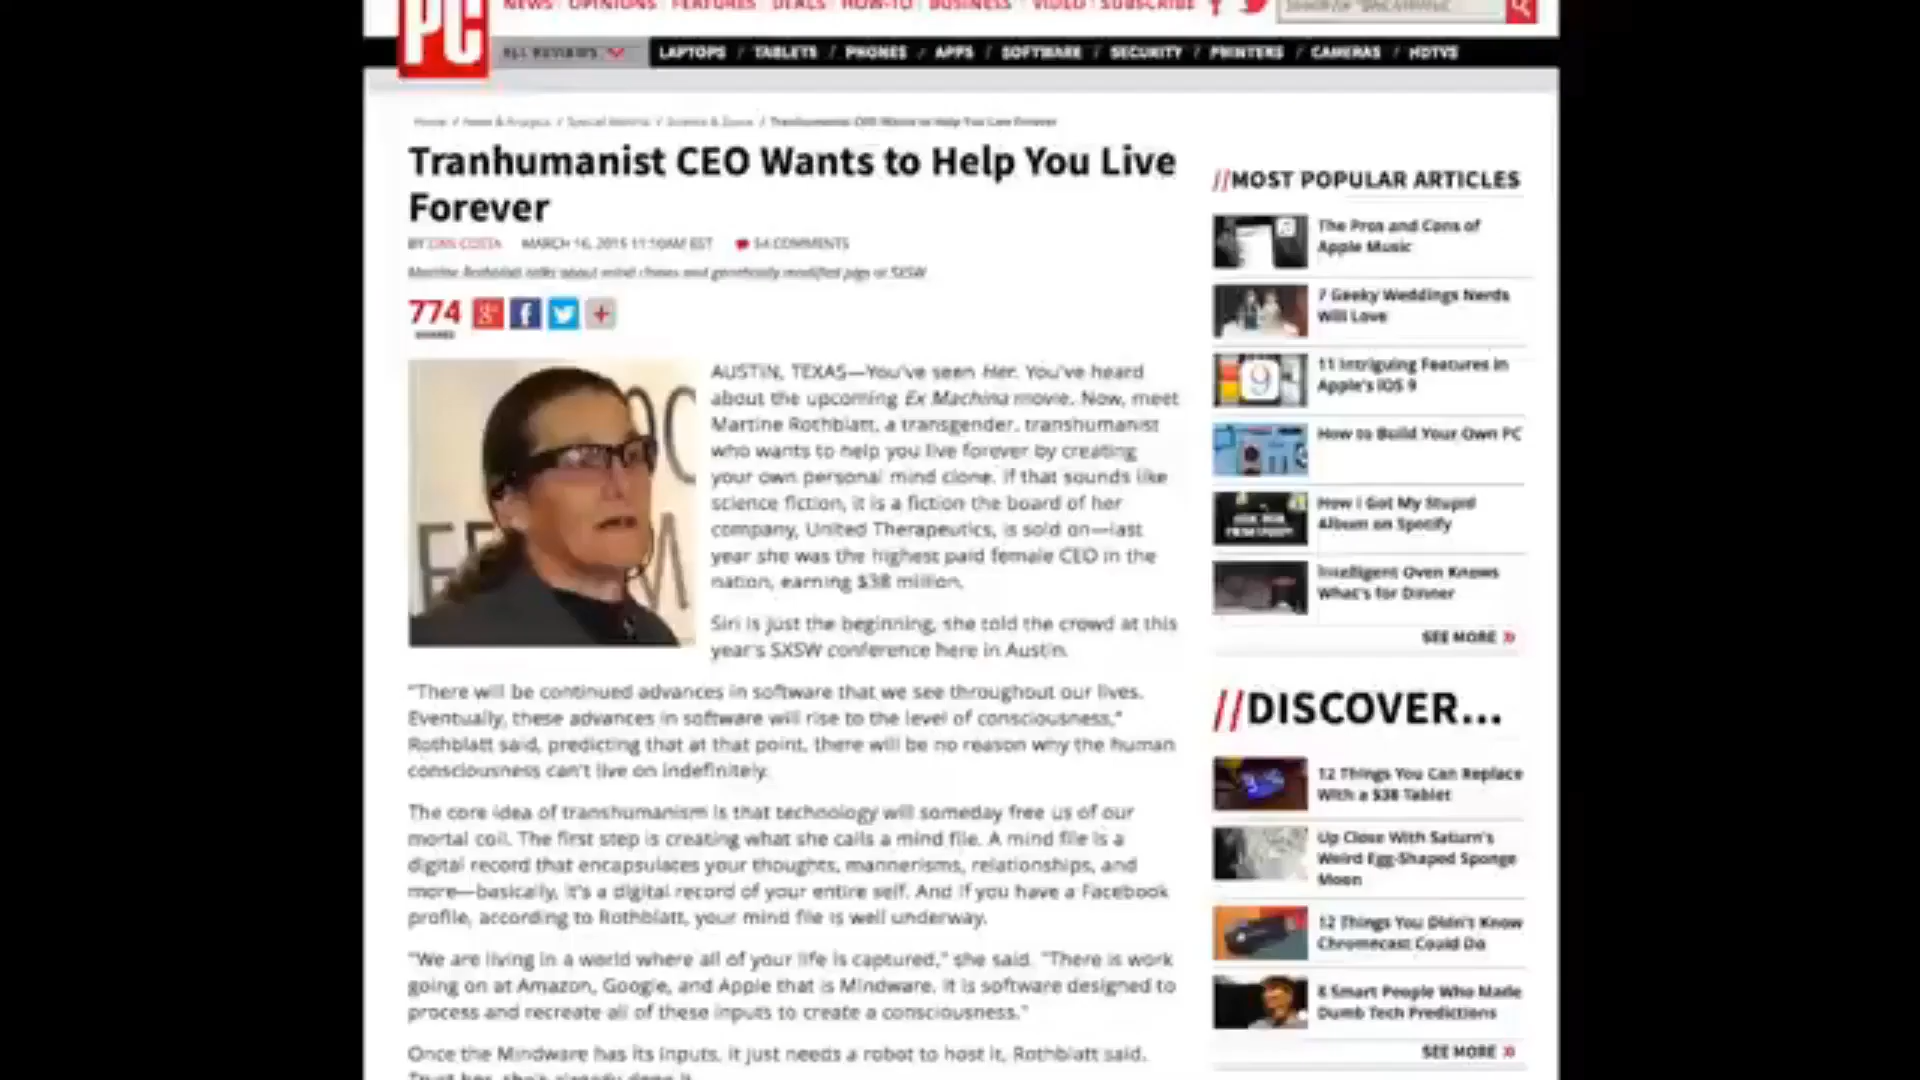 PC
NEWS OPINIONS FEATURES DEALS HOW-TO BUSINESS VIDEO SUBSCRIBE
ALL REVIEWS
LAPTOPS / TABLETS / PHONES / APPS / SOFTWARE / SECURITY / PRINTERS / CAMERAS / HDTVS
Home / News & Analysis / / Science & Space / Transhumanist CEO Wants to Help You Live Forever
Tranhumanist CEO Wants to Help You Live
Forever
BY DAN COSTA MARCH 16, 2015 11:10AM EST 54 COMMENTS
Martine Rothblatt talks about mind clones and genetically modified pigs at SXSW
774
SHARES
AUSTIN, TEXAS—You've seen Her. You've heard
about the upcoming Ex Machina movie. Now, meet
Martine Rothblatt, a transgender, transhumanist
who wants to help you live forever by creating
your own personal mind clone. If that sounds like
science fiction, it is a fiction the board of her
company, United Therapeutics, is sold on—last
year she was the highest paid female CEO in the
nation, earning $38 million.
Siri is just the beginning, she told the crowd at this
year's SXSW conference here in Austin.
"There will be continued advances in software that we see throughout our lives.
Eventually, these advances in software will rise to the level of consciousness,"
Rothblatt said, predicting that at that point, there will be no reason why the human
consciousness can't live on indefinitely.
The core idea of transhumanism is that technology will someday free us of our
mortal coil. The first step is creating what she calls a mind file. A mind file is a
digital record that encapsulates your thoughts, mannerisms, relationships, and
more—basically, it's a digital record of your entire self. And if you have a Facebook
profile, according to Rothblatt, your mind file is well underway.
"We are living in a world where all of your life is captured," she said. "There is work
going on at Amazon, Google, and Apple that is Mindware. It is software designed to
process and recreate all of these inputs to create a consciousness."
Once the Mindware has its inputs, it just needs a robot to host it, Rothblatt said.
Trust her, she's already done it.
//MOST POPULAR ARTICLES
The Pros and Cons of
Apple Music
7 Geeky Weddings Nerds
Will Love
11 Intriguing Features in
Apple's iOS 9
How to Build Your Own PC
How I Got My Stupid
Album on Spotify
Intelligent Oven Knows
What's for Dinner
SEE MORE »
//DISCOVER...
12 Things You Can Replace
With a $38 Tablet
Up Close With Saturn's
Weird Egg-Shaped Sponge
Moon
12 Things You Didn't Know
Chromecast Could Do
8 Smart People Who Made
Dumb Tech Predictions
SEE MORE »